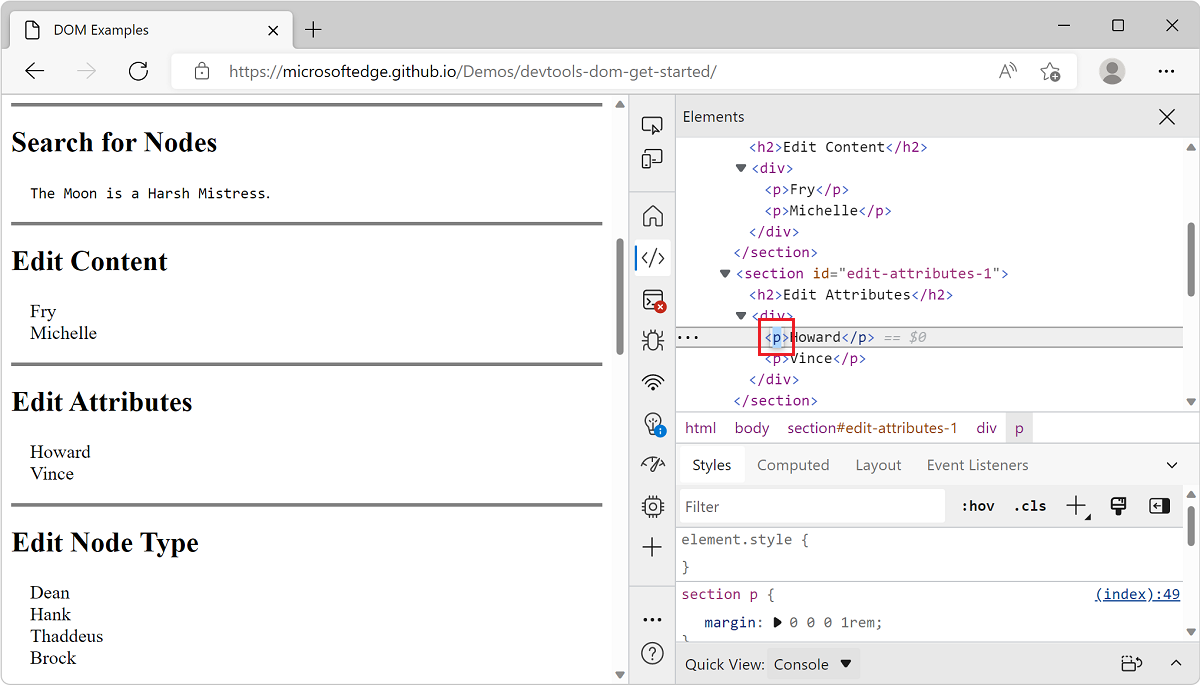 DOM Examples
https://microsoftedge.github.io/Demos/devtools-dom-get-started/
Search for Nodes
The Moon is a Harsh Mistress.
Edit Content
Fry
Michelle
Edit Attributes
Howard
Vince
Edit Node Type
Dean
Hank
Thaddeus
Brock
Elements
<h2>Edit Content</h2>
<div>
<p>Fry</p>
<p>Michelle</p>
</div>
</section>
<section id="edit-attributes-1">
<h2>Edit Attributes</h2>
<div>
<p>Howard</p> == $0
<p>Vince</p>
</div>
</section>
html body section#edit-attributes-1 div p
Styles Computed Layout Event Listeners
Filter :hov .cls
element.style {
}
section p { (index):49
margin: 0 0 0 1rem;
}
Quick View: Console